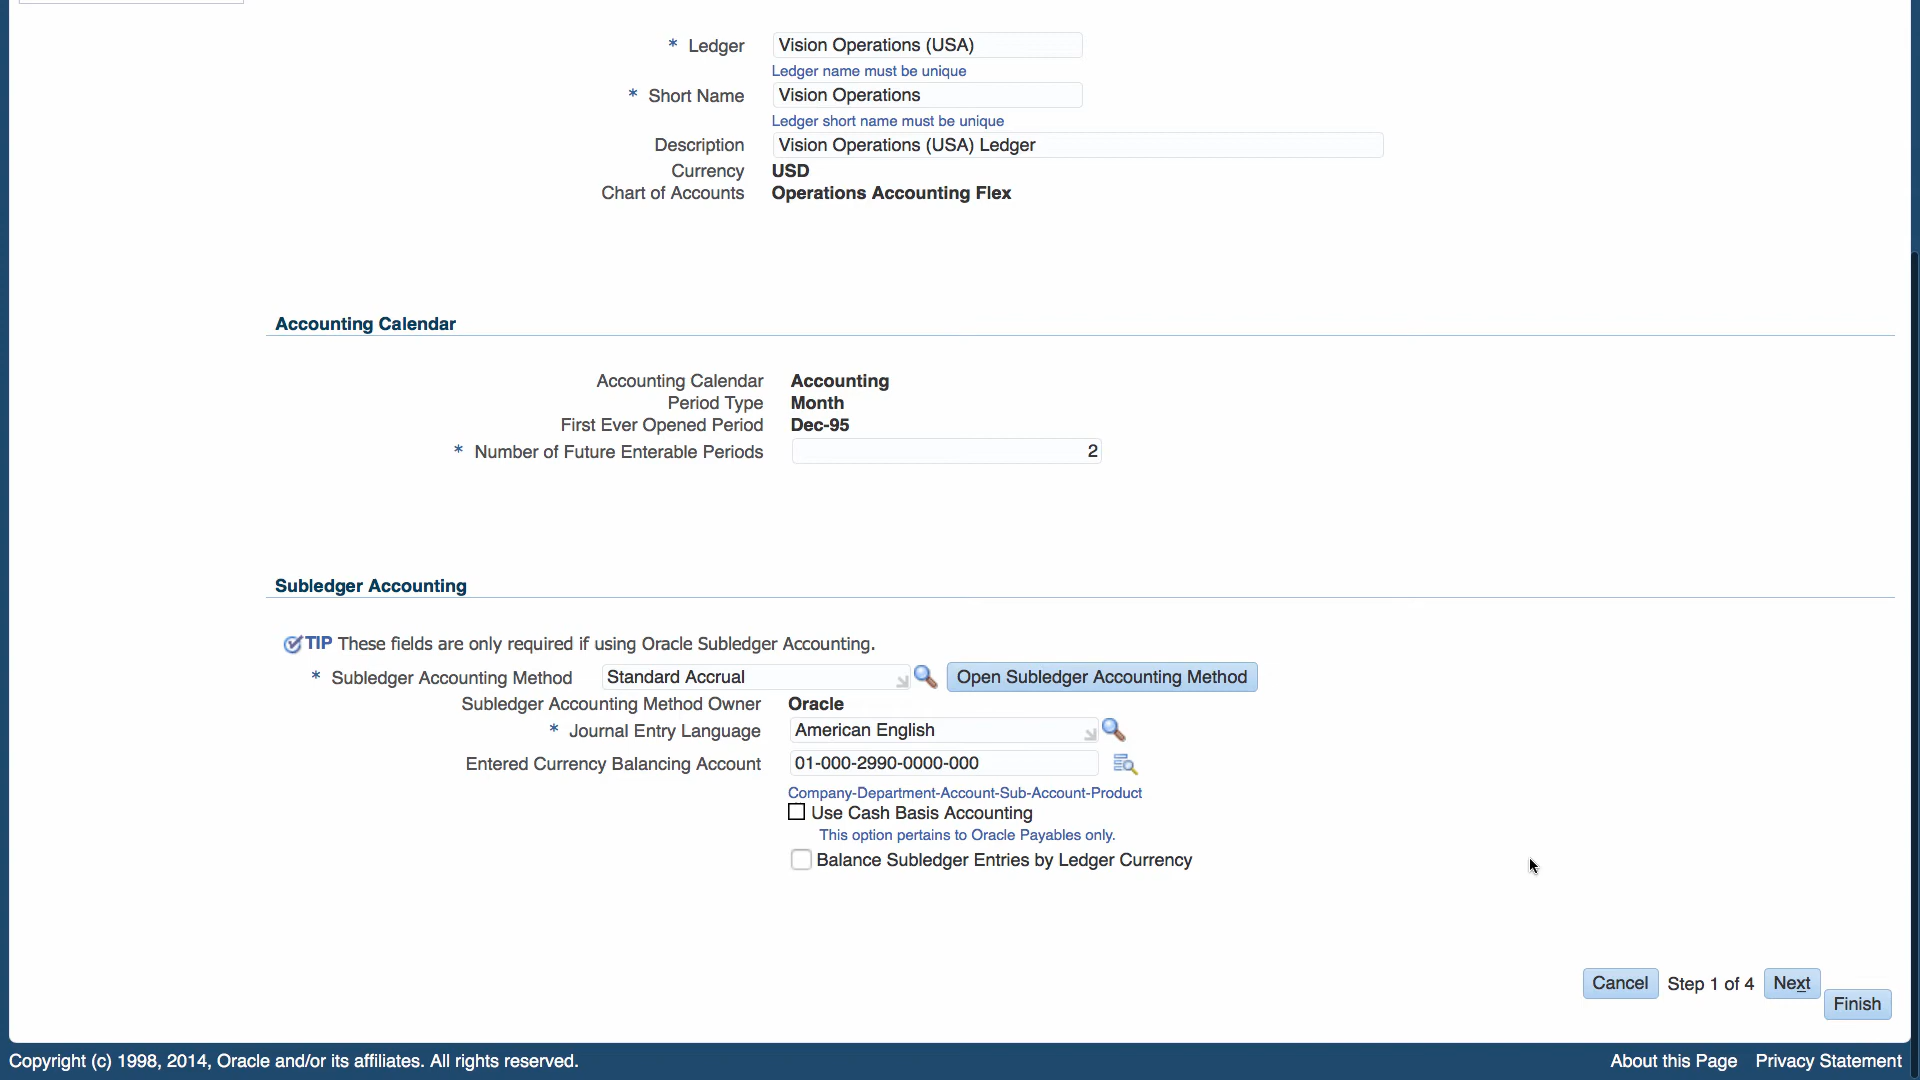 * Ledger Vision Operations (USA)
Ledger name must be unique
* Short Name Vision Operations
Ledger short name must be unique
Description Vision Operations (USA) Ledger
Currency USD
Chart of Accounts Operations Accounting Flex
Accounting Calendar
Accounting Calendar Accounting
Period Type Month
First Ever Opened Period Dec-95
* Number of Future Enterable Periods 2
Subledger Accounting
TIP These fields are only required if using Oracle Subledger Accounting.
* Subledger Accounting Method Standard Accrual Open Subledger Accounting Method
Subledger Accounting Method Owner Oracle
* Journal Entry Language American English
Entered Currency Balancing Account 01-000-2990-0000-000
Company-Department-Account-Sub-Account-Product
Use Cash Basis Accounting
This option pertains to Oracle Payables only.
Balance Subledger Entries by Ledger Currency
Cancel Step 1 of 4 Next
Finish
Copyright (c) 1998, 2014, Oracle and/or its affiliates. All rights reserved. About this Page Privacy Statement